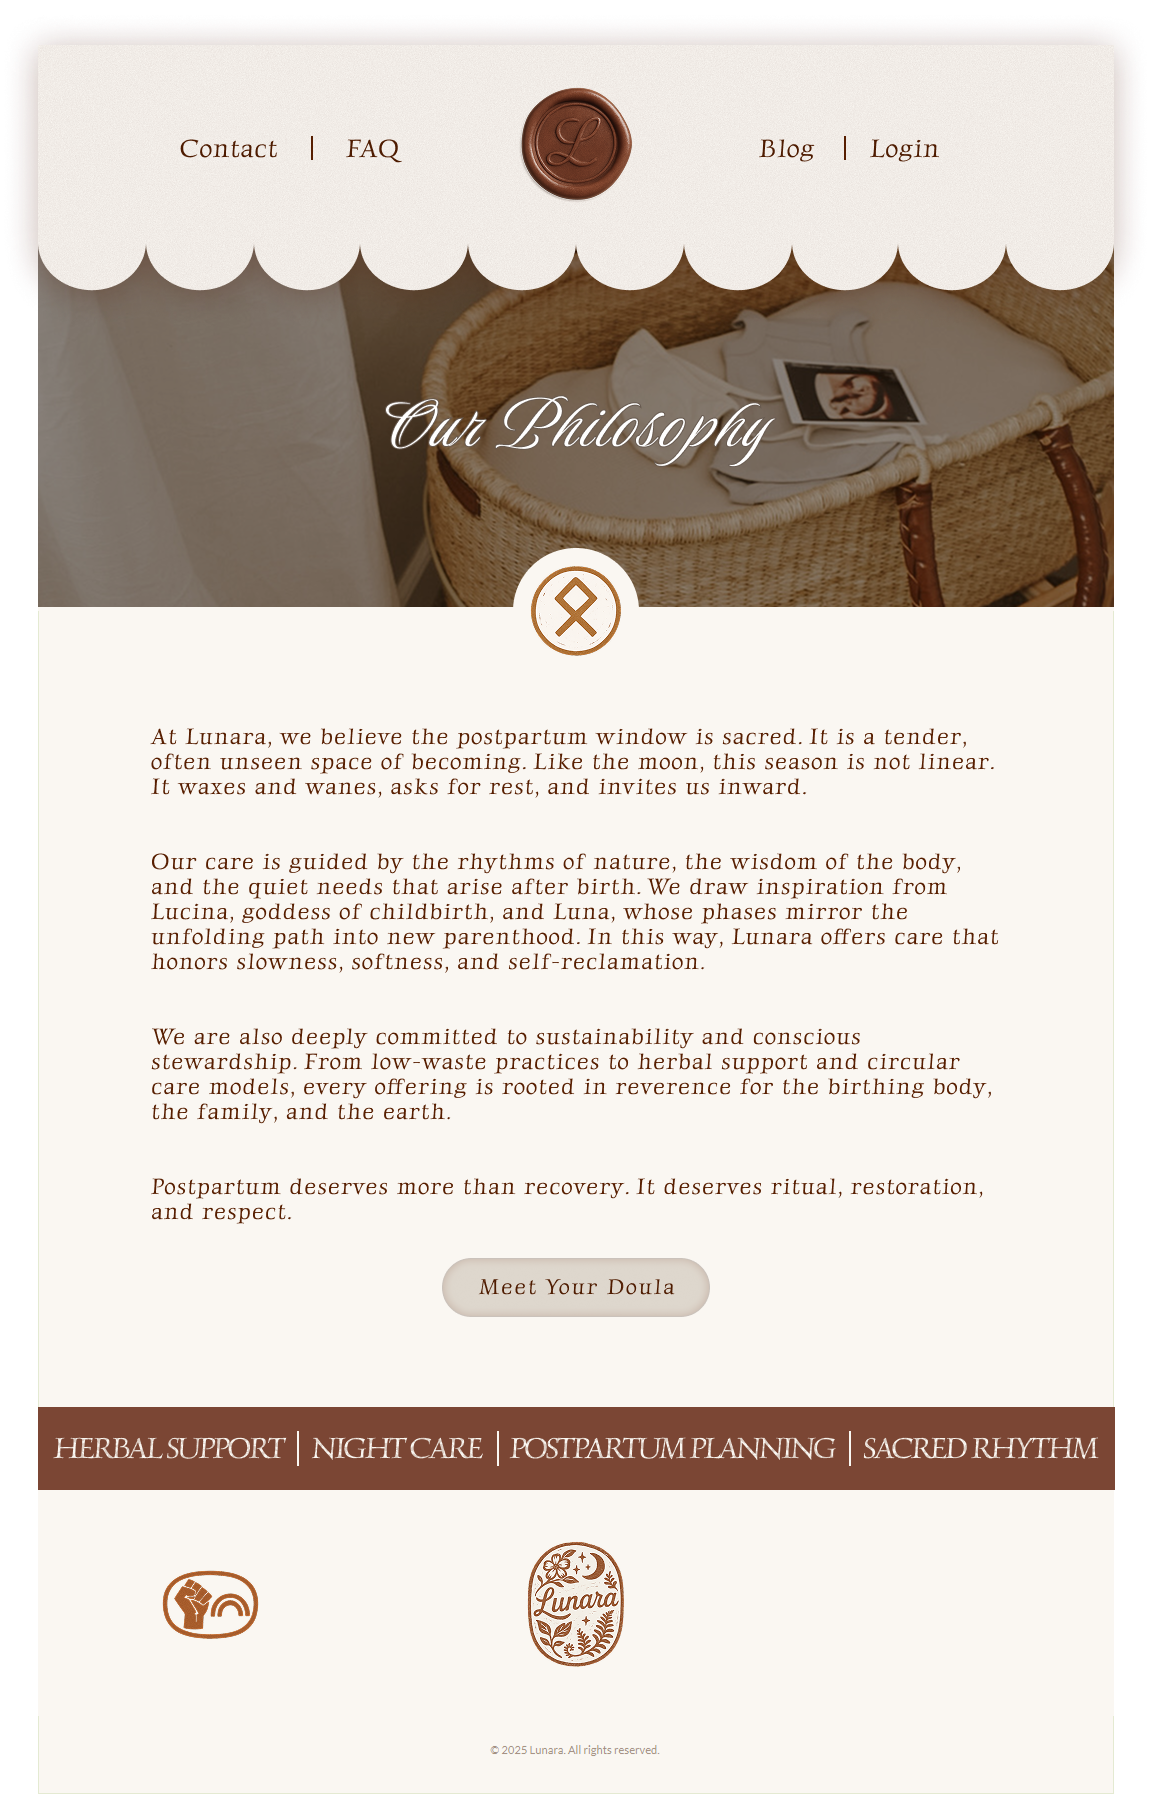 Contact | FAQ
L
Blog | Login
Our Philosophy
At Lunara, we believe the postpartum window is sacred. It is a tender,
often unseen space of becoming. Like the moon, this season is not linear.
It waxes and wanes, asks for rest, and invites us inward.
Our care is guided by the rhythms of nature, the wisdom of the body,
and the quiet needs that arise after birth. We draw inspiration from
Lucina, goddess of childbirth, and Luna, whose phases mirror the
unfolding path into new parenthood. In this way, Lunara offers care that
honors slowness, softness, and self-reclamation.
We are also deeply committed to sustainability and conscious
stewardship. From low-waste practices to herbal support and circular
care models, every offering is rooted in reverence for the birthing body,
the family, and the earth.
Postpartum deserves more than recovery. It deserves ritual, restoration,
and respect.
Meet Your Doula
HERBAL SUPPORT | NIGHT CARE | POSTPARTUM PLANNING | SACRED RHYTHM
Lunara
© 2025 Lunara. All rights reserved.